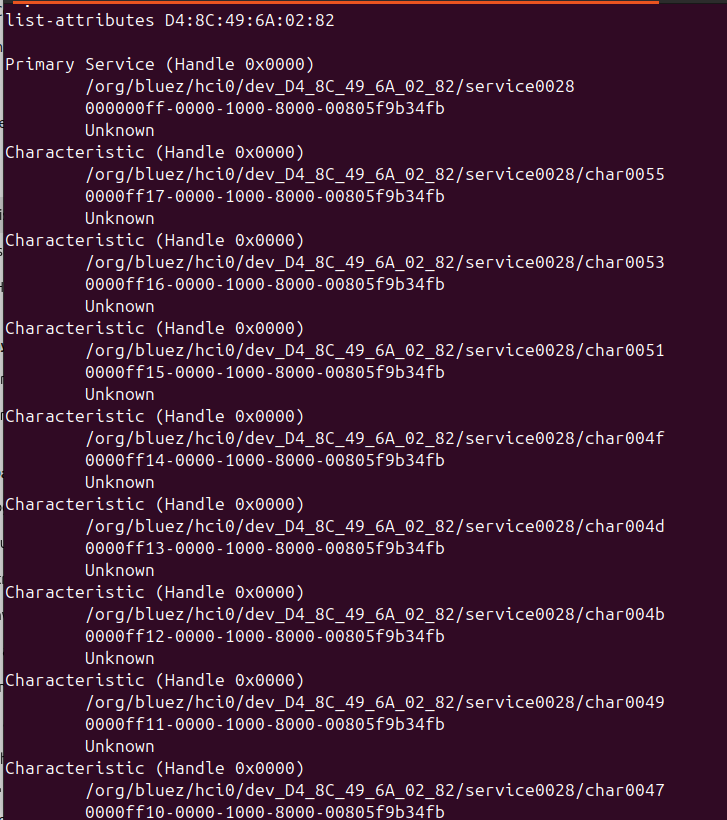 list-attributes D4:8C:49:6A:02:82
Primary Service (Handle 0x0000)
/org/bluez/hci0/dev_D4_8C_49_6A_02_82/service0028
000000ff-0000-1000-8000-00805f9b34fb
Unknown
Characteristic (Handle 0x0000)
/org/bluez/hci0/dev_D4_8C_49_6A_02_82/service0028/char0055
0000ff17-0000-1000-8000-00805f9b34fb
Unknown
Characteristic (Handle 0x0000)
/org/bluez/hci0/dev_D4_8C_49_6A_02_82/service0028/char0053
0000ff16-0000-1000-8000-00805f9b34fb
Unknown
Characteristic (Handle 0x0000)
/org/bluez/hci0/dev_D4_8C_49_6A_02_82/service0028/char0051
0000ff15-0000-1000-8000-00805f9b34fb
Unknown
Characteristic (Handle 0x0000)
/org/bluez/hci0/dev_D4_8C_49_6A_02_82/service0028/char004f
0000ff14-0000-1000-8000-00805f9b34fb
Unknown
Characteristic (Handle 0x0000)
/org/bluez/hci0/dev_D4_8C_49_6A_02_82/service0028/char004d
0000ff13-0000-1000-8000-00805f9b34fb
Unknown
Characteristic (Handle 0x0000)
/org/bluez/hci0/dev_D4_8C_49_6A_02_82/service0028/char004b
0000ff12-0000-1000-8000-00805f9b34fb
Unknown
Characteristic (Handle 0x0000)
/org/bluez/hci0/dev_D4_8C_49_6A_02_82/service0028/char0049
0000ff11-0000-1000-8000-00805f9b34fb
Unknown
Characteristic (Handle 0x0000)
/org/bluez/hci0/dev_D4_8C_49_6A_02_82/service0028/char0047
0000ff10-0000-1000-8000-00805f9b34fb